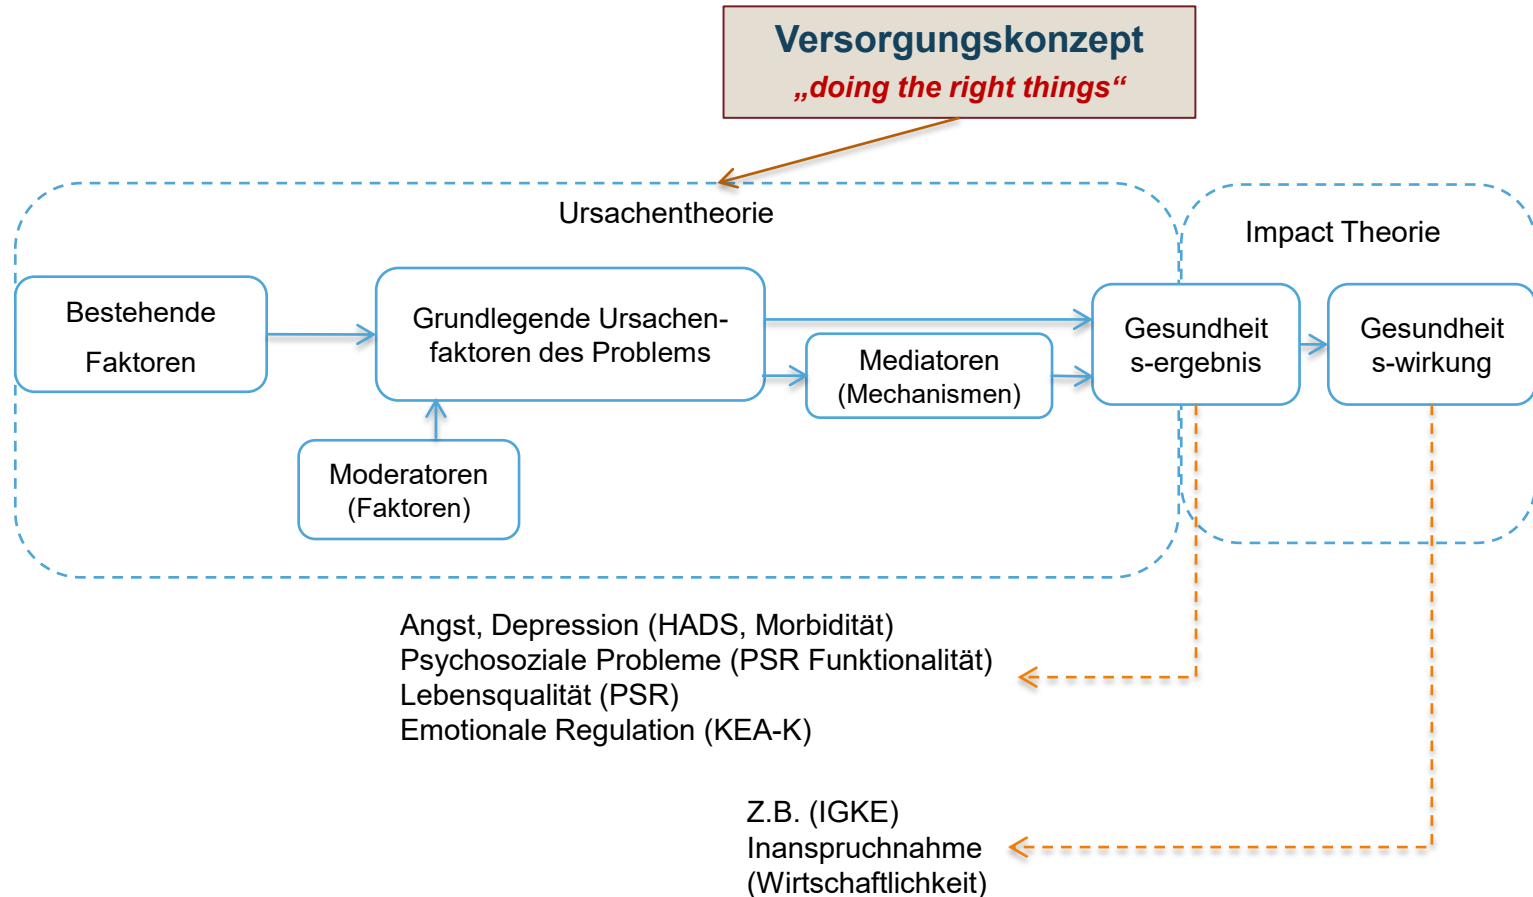 Versorgungskonzept
„doing the right things“
Ursachentheorie
Impact Theorie
Bestehende
Faktoren
Grundlegende Ursachen-
faktoren des Problems
Mediatoren
(Mechanismen)
Gesundheit
s-ergebnis
Gesundheit
s-wirkung
Moderatoren
(Faktoren)
Angst, Depression (HADS, Morbidität)
Psychosoziale Probleme (PSR Funktionalität)
Lebensqualität (PSR)
Emotionale Regulation (KEA-K)
Z.B. (IGKE)
Inanspruchnahme
(Wirtschaftlichkeit)